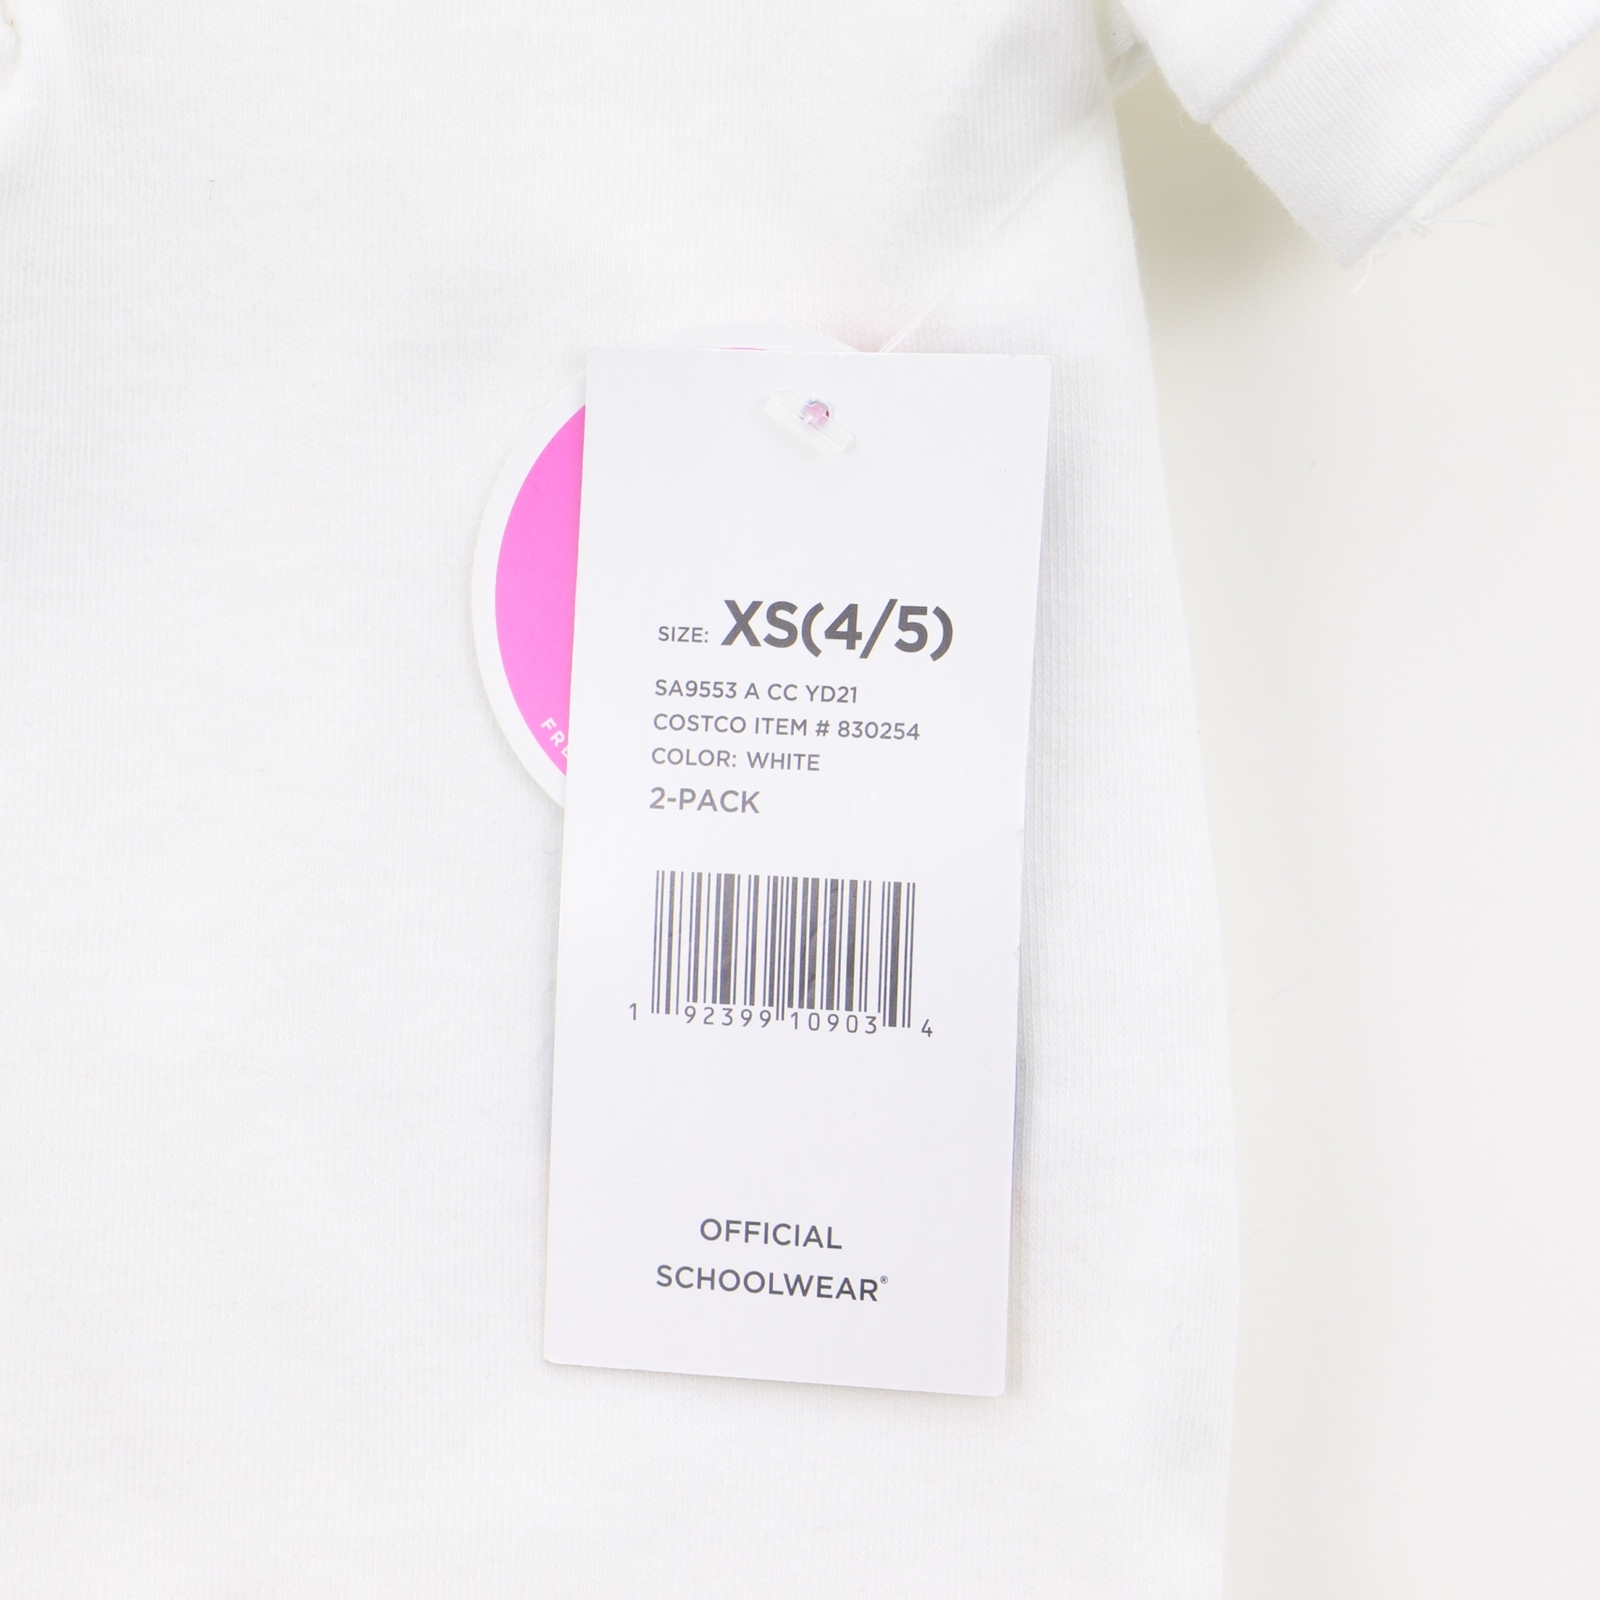 SIZE: XS(4/5)
SA9553 A CC YD21
COSTCO ITEM # 830254
COLOR: WHITE
2-PACK
1 92399 10903 4
OFFICIAL
SCHOOLWEAR®